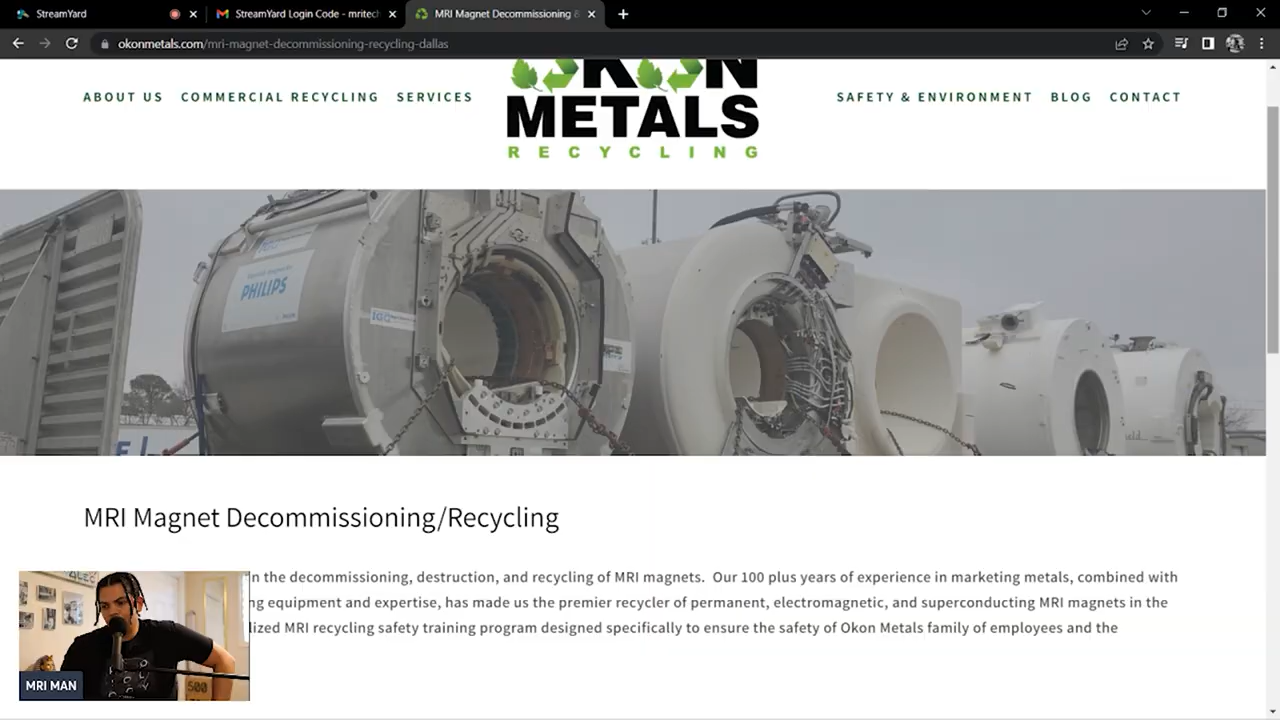 StreamYard
StreamYard Login Code - mritech
MRI Magnet Decommissioning &
okonmetals.com/mri-magnet-decommissioning-recycling-dallas
ABOUT US COMMERCIAL RECYCLING SERVICES
OKON
METALS
RECYCLING
SAFETY & ENVIRONMENT BLOG CONTACT
PHILIPS
MRI Magnet Decommissioning/Recycling
in the decommissioning, destruction, and recycling of MRI magnets. Our 100 plus years of experience in marketing metals, combined with
ng equipment and expertise, has made us the premier recycler of permanent, electromagnetic, and superconducting MRI magnets in the
lized MRI recycling safety training program designed specifically to ensure the safety of Okon Metals family of employees and the
500
MRI MAN